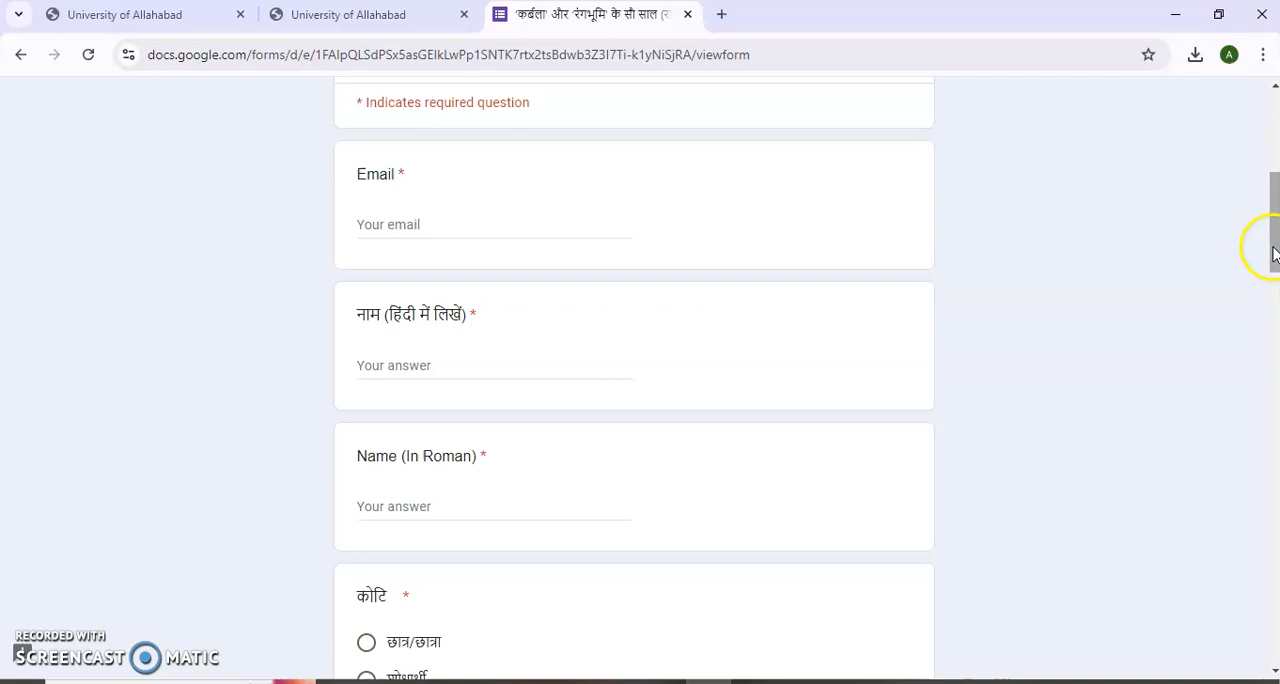 University of Allahabad
University of Allahabad
'कर्बला' और 'रंगभूमि' के सौ साल
docs.google.com/forms/d/e/1FAIpQLSdPSx5asGEIkLwPp1SNTK7rtx2tsBdwb3Z3I7Ti-k1yNiSjRA/viewform
A
* Indicates required question
Email *
Your email
नाम (हिंदी में लिखें) *
Your answer
Name (In Roman) *
Your answer
कोटि *
छात्र/छात्रा
शोधार्थी
RECORDED WITH
SCREENCAST MATIC